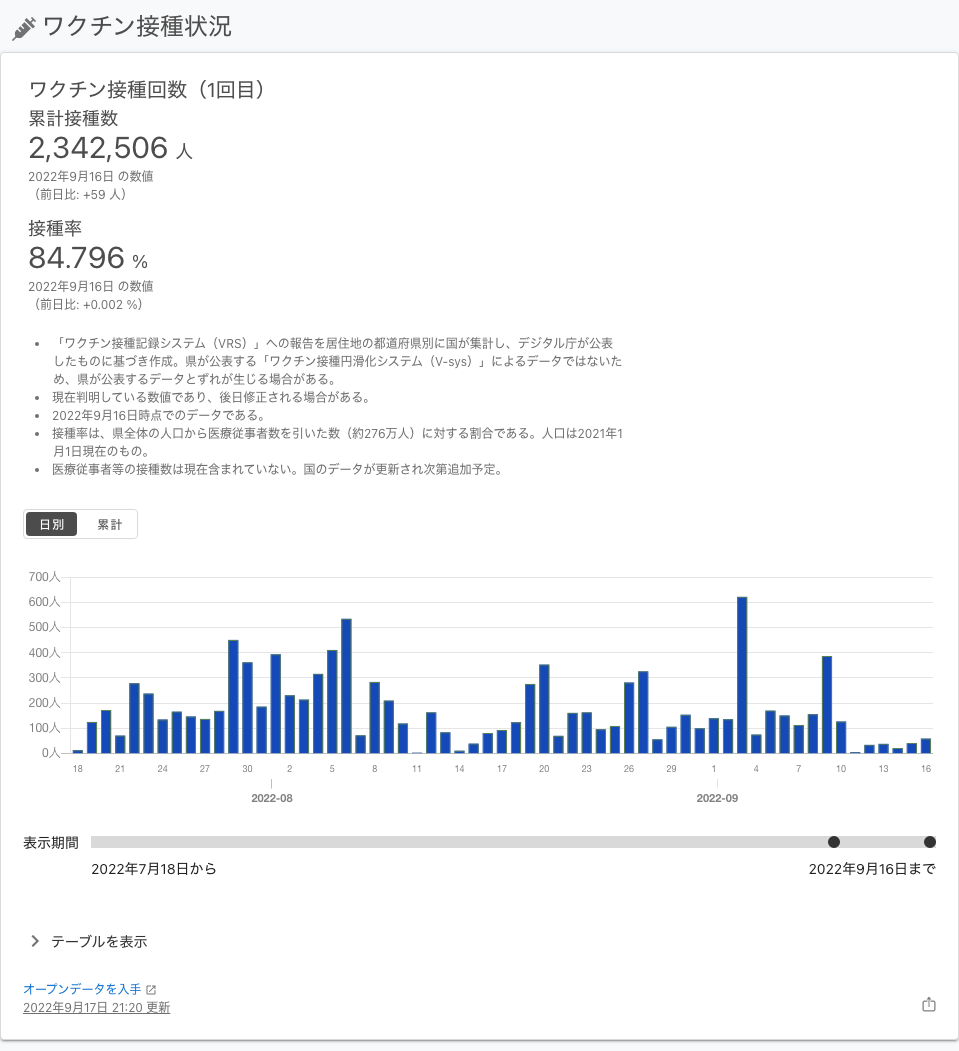 ワクチン接種状況
ワクチン接種回数（1回目）
累計接種数
2,342,506 人
2022年9月16日 の数値
（前日比: +59 人）
接種率
84.796 %
2022年9月16日 の数値
（前日比: +0.002 %）
• 「ワクチン接種記録システム（VRS）」への報告を居住地の都道府県別に国が集計し、デジタル庁が公表
したものに基づき作成。県が公表する「ワクチン接種円滑化システム（V-sys）」によるデータではないた
め、県が公表するデータとずれが生じる場合がある。
• 現在判明している数値であり、後日修正される場合がある。
• 2022年9月16日時点でのデータである。
• 接種率は、県全体の人口から医療従事者数を引いた数（約276万人）に対する割合である。人口は2021年1
月1日現在のもの。
• 医療従事者等の接種数は現在含まれていない。国のデータが更新され次第追加予定。
日別 累計
700人
600人
500人
400人
300人
200人
100人
0人
18 21 24 27 30 2 5 8 11 14 17 20 23 26 29 1 4 7 10 13 16
2022-08 2022-09
表示期間
2022年7月18日から 2022年9月16日まで
テーブルを表示
オープンデータを入手
2022年9月17日 21:20 更新